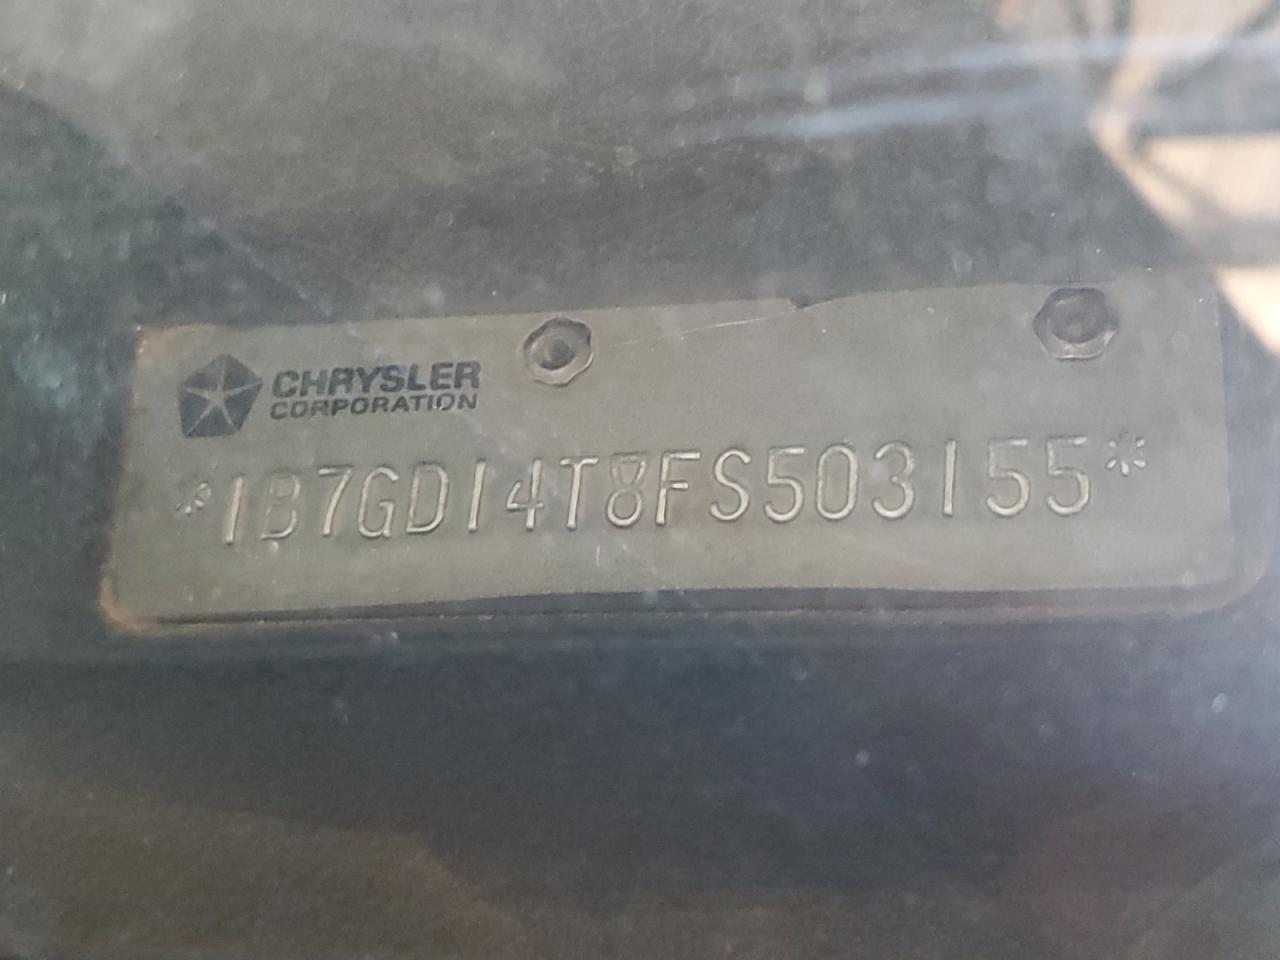 CHRYSLER
CORPORATION
*1B7GD14T8FS503155*